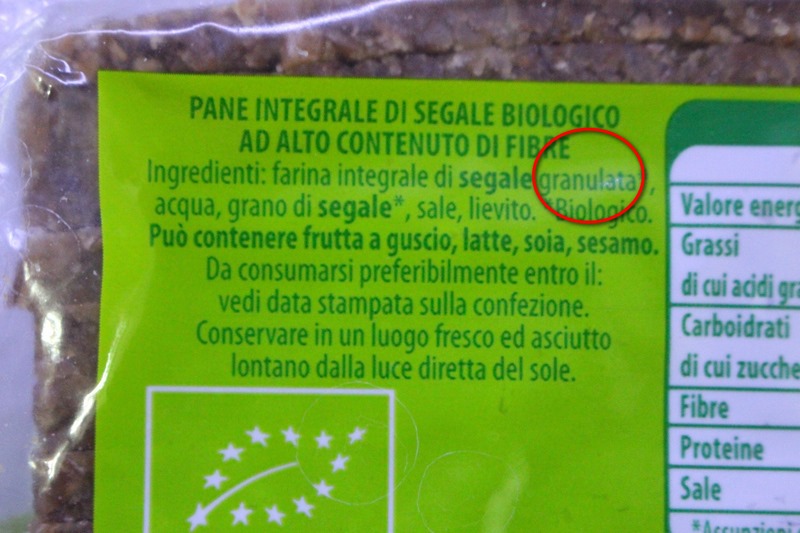 PANE INTEGRALE DI SEGALE BIOLOGICO
AD ALTO CONTENUTO DI FIBRE
Ingredienti: farina integrale di segale granulata*,
acqua, grano di segale*, sale, lievito. *Biologico.
Può contenere frutta a guscio, latte, soia, sesamo.
Da consumarsi preferibilmente entro il:
vedi data stampata sulla confezione.
Conservare in un luogo fresco ed asciutto
lontano dalla luce diretta del sole.
Valore energ
Grassi
di cui acidi gra
Carboidrati
di cui zucche
Fibre
Proteine
Sale
*Assunzioni